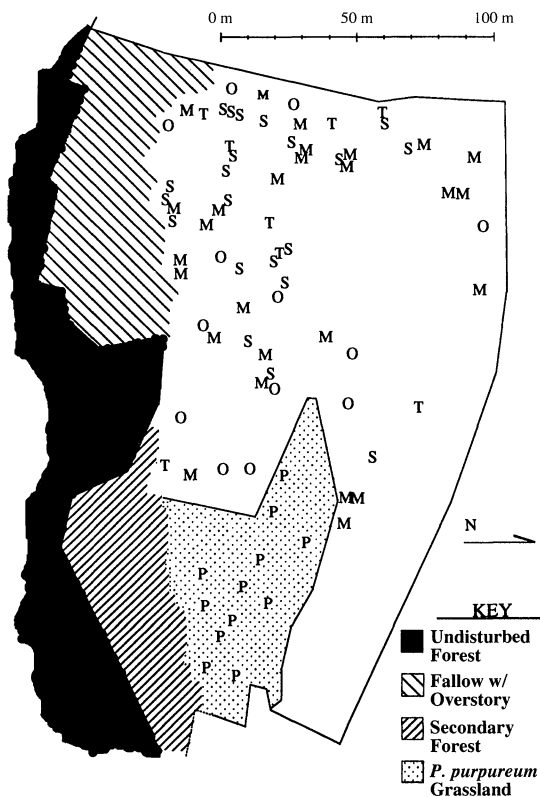 0 m 50 m 100 m
O
M
O
M T S S S T
O S M T S
T S M S M
S M S M M
S M
M
S
M M
S S
M M
S M T O
T S
M O S
M S
S
M
O
M
O
M S M
M O
S
M
O
O T
O
S
T M O O
P
M M
P
M
N
P
P
P
P
P P
P
P
P
P
KEY
Undisturbed
Forest
Fallow w/
Overstory
Secondary
Forest
P. purpureum
Grassland